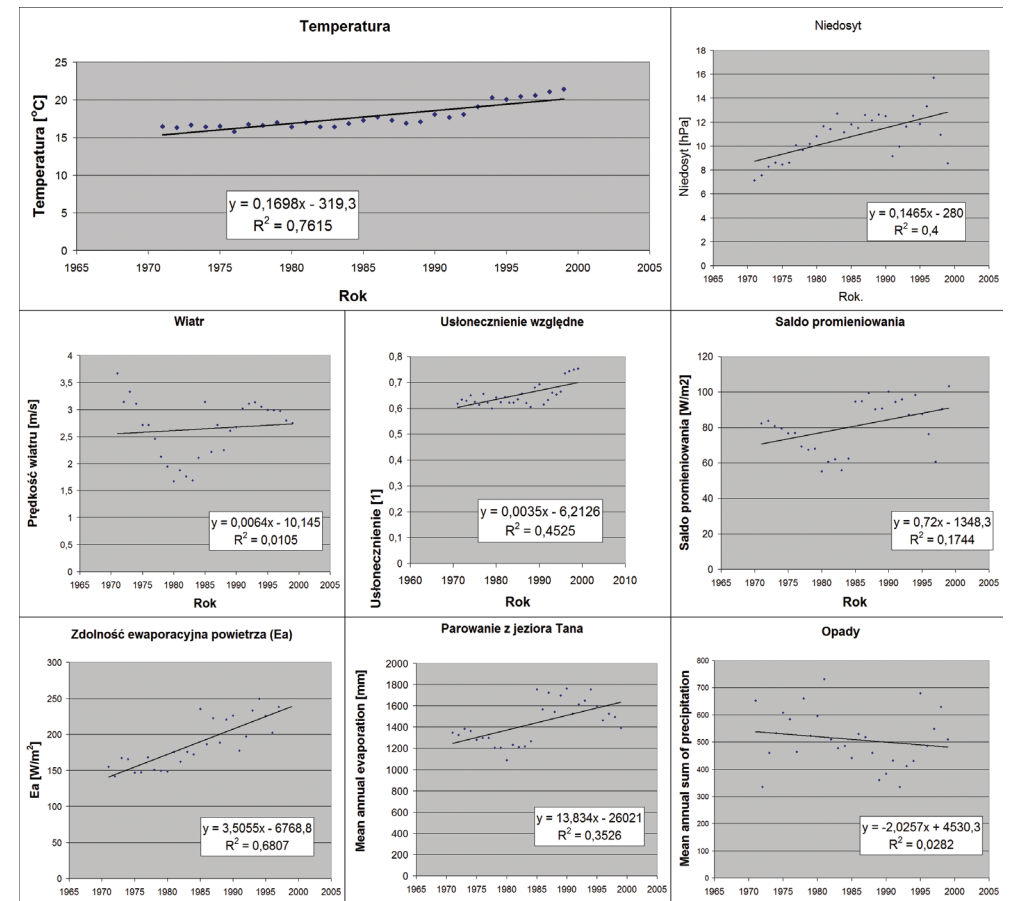 Temperatura
Temperatura [°C]
25
20
15
10
5
0
y = 0,1698x - 319,3
R² = 0,7615
1965 1970 1975 1980 1985 1990 1995 2000 2005
Rok
Niedosyt
Niedosyt [hPa]
18
16
14
12
10
8
6
4
2
0
y = 0,1465x - 280
R² = 0,4
1965 1970 1975 1980 1985 1990 1995 2000 2005
Rok.
Wiatr
Prędkość wiatru [m/s]
4
3,5
3
2,5
2
1,5
1
0,5
0
y = 0,0064x - 10,145
R² = 0,0105
1965 1970 1975 1980 1985 1990 1995 2000 2005
Rok
Usłonecznienie względne
Usłonecznienie [1]
0,8
0,7
0,6
0,5
0,4
0,3
0,2
0,1
0
y = 0,0035x - 6,2126
R² = 0,4525
1960 1970 1980 1990 2000 2010
Rok
Saldo promieniowania
Saldo promieniowania [W/m2]
120
100
80
60
40
20
0
y = 0,72x - 1348,3
R² = 0,1744
1965 1970 1975 1980 1985 1990 1995 2000 2005
Rok
Zdolność ewaporacyjna powietrza (Ea)
Ea [W/m²]
300
250
200
150
100
50
0
y = 3,5055x - 6768,8
R² = 0,6807
1965 1970 1975 1980 1985 1990 1995 2000 2005
Parowanie z jeziora Tana
Mean annual evaporation [mm]
2000
1800
1600
1400
1200
1000
800
600
400
200
0
y = 13,834x - 26021
R² = 0,3526
1965 1970 1975 1980 1985 1990 1995 2000 2005
Opady
Mean annual sum of precipitation
800
700
600
500
400
300
200
100
0
y = -2,0257x + 4530,3
R² = 0,0282
1965 1970 1975 1980 1985 1990 1995 2000 2005